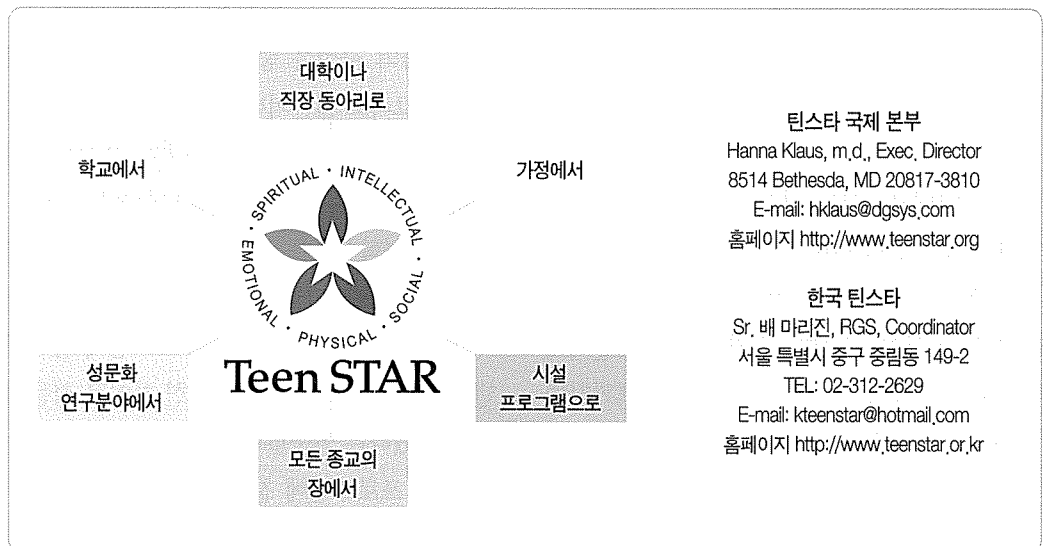 대학이나
직장 동아리로
학교에서
가정에서
· SPIRITUAL · INTELLECTUAL · SOCIAL · PHYSICAL · EMOTIONAL
Teen STAR
성문화
연구분야에서
시설
프로그램으로
모든 종교의
장에서
틴스타 국제 본부
Hanna Klaus, m.d., Exec. Director
8514 Bethesda, MD 20817-3810
E-mail: hklaus@dgsys.com
홈페이지 http://www.teenstar.org
한국 틴스타
Sr. 배 마리진, RGS, Coordinator
서울 특별시 중구 중림동 149-2
TEL: 02-312-2629
E-mail: kteenstar@hotmail.com
홈페이지 http://www.teenstar.or.kr